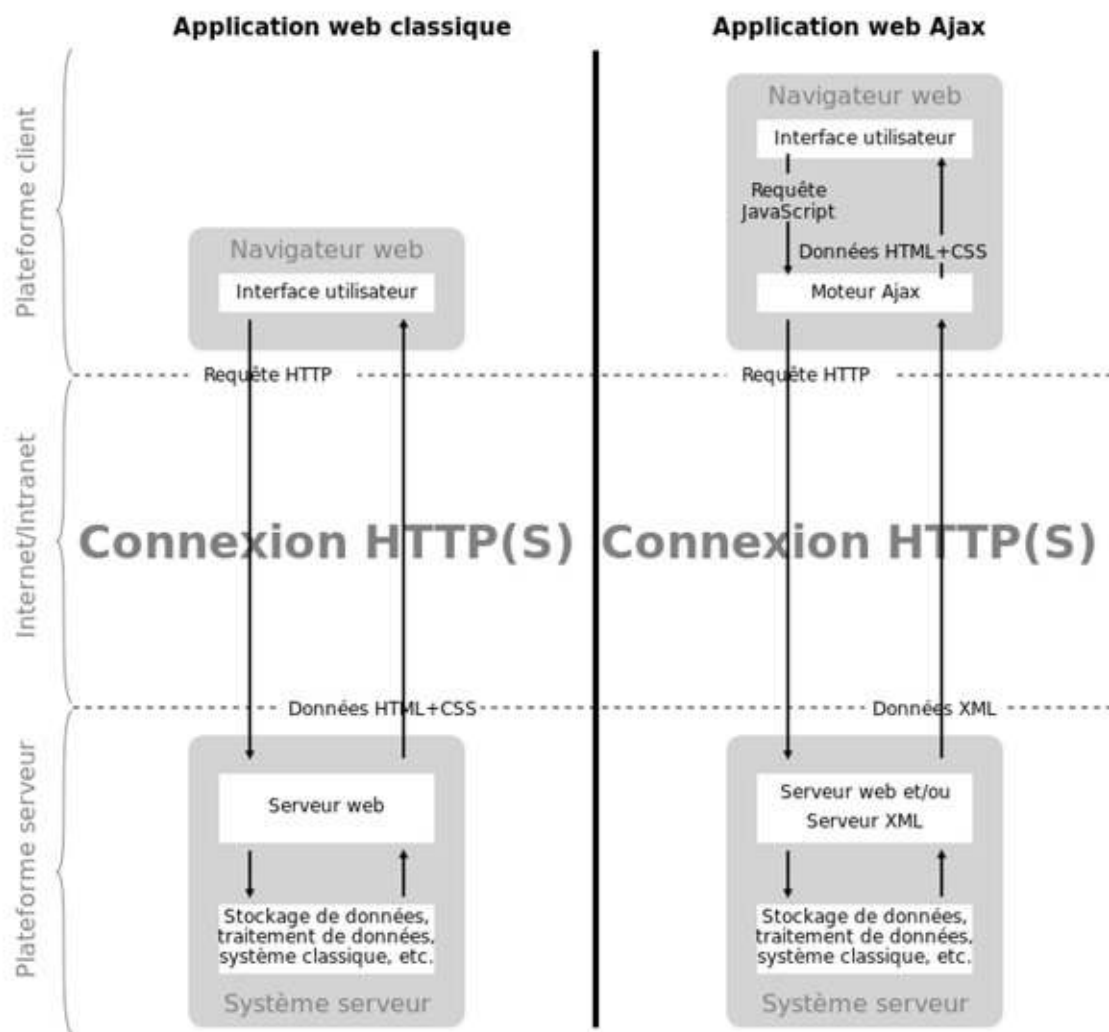 Application web classique
Application web Ajax
Plateforme client
Navigateur web
Interface utilisateur
Requête HTTP
Navigateur web
Interface utilisateur
Requête
JavaScript
Données HTML+CSS
Moteur Ajax
Requête HTTP
Internet/Intranet
Connexion HTTP(S)
Connexion HTTP(S)
Données HTML+CSS
Données XML
Plateforme serveur
Serveur web
Stockage de données,
traitement de données,
système classique, etc.
Système serveur
Serveur web et/ou
Serveur XML
Stockage de données,
traitement de données,
système classique, etc.
Système serveur